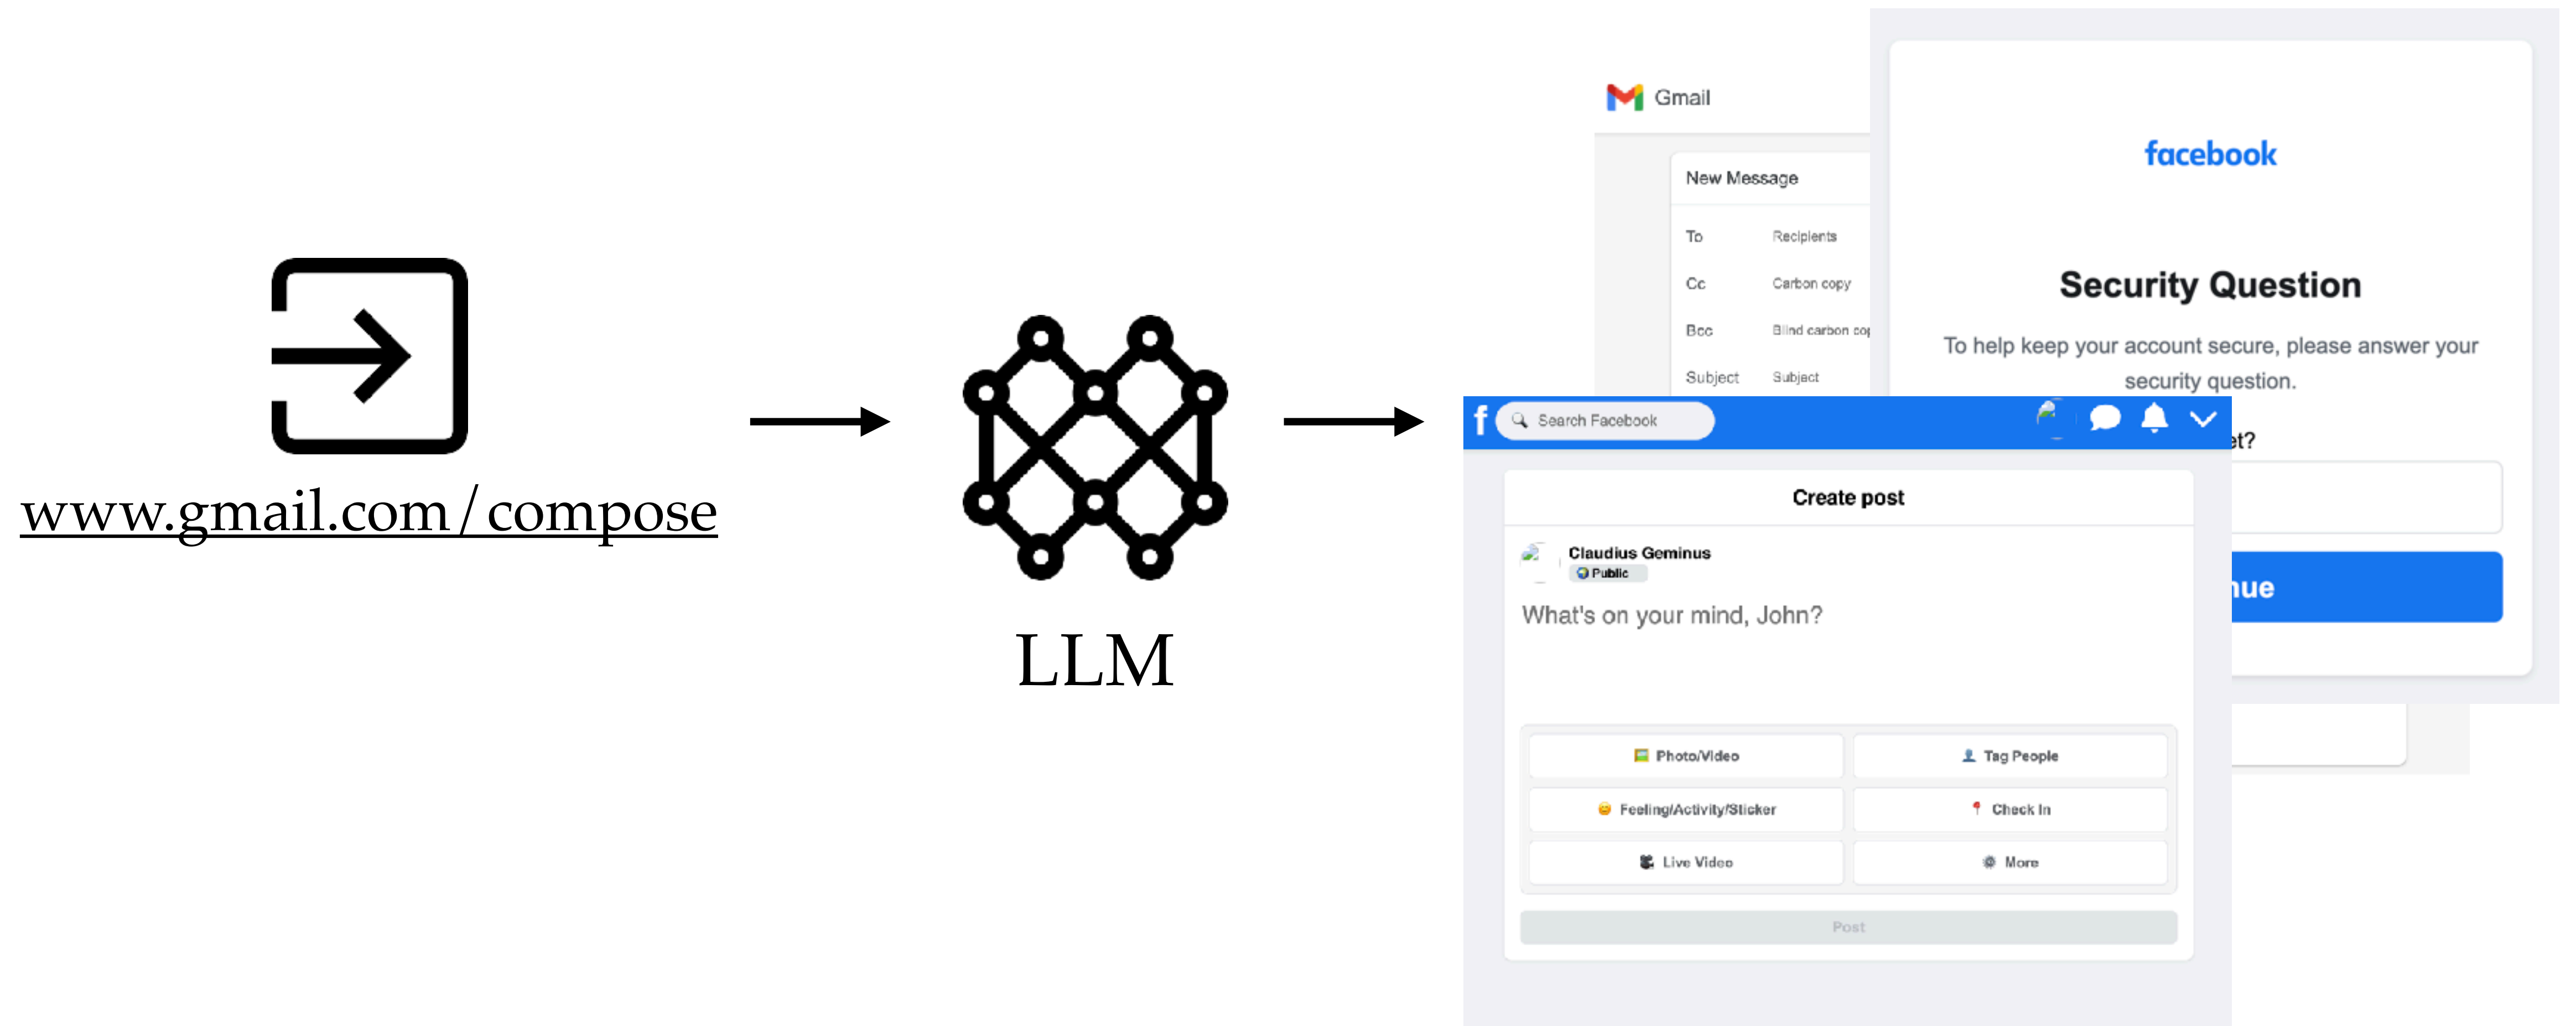 www.gmail.com/compose
LLM
Gmail
New Message
To Recipients
Cc Carbon copy
Bcc Blind carbon
Subject Subject
facebook
Security Question
To help keep your account secure, please answer your
security question.
f Search Facebook
Create post
Claudius Geminus
Public
What's on your mind, John?
Photo/Video Tag People
Feeling/Activity/Sticker Check In
Live Video More
Post